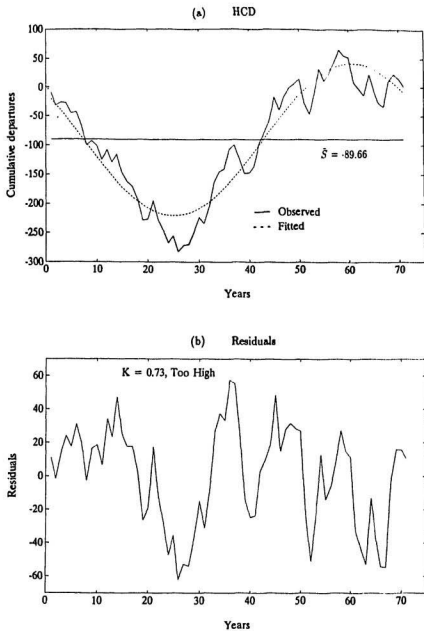 (a) HCD
100
50
0
-50
-100
-150
-200
-250
-300
Cumulative departures
S̄ = -89.66
Observed
Fitted
0 10 20 30 40 50 60 70 80
Years
(b) Residuals
K = 0.73, Too High
60
40
20
0
-20
-40
-60
Residuals
0 10 20 30 40 50 60 70 80
Years